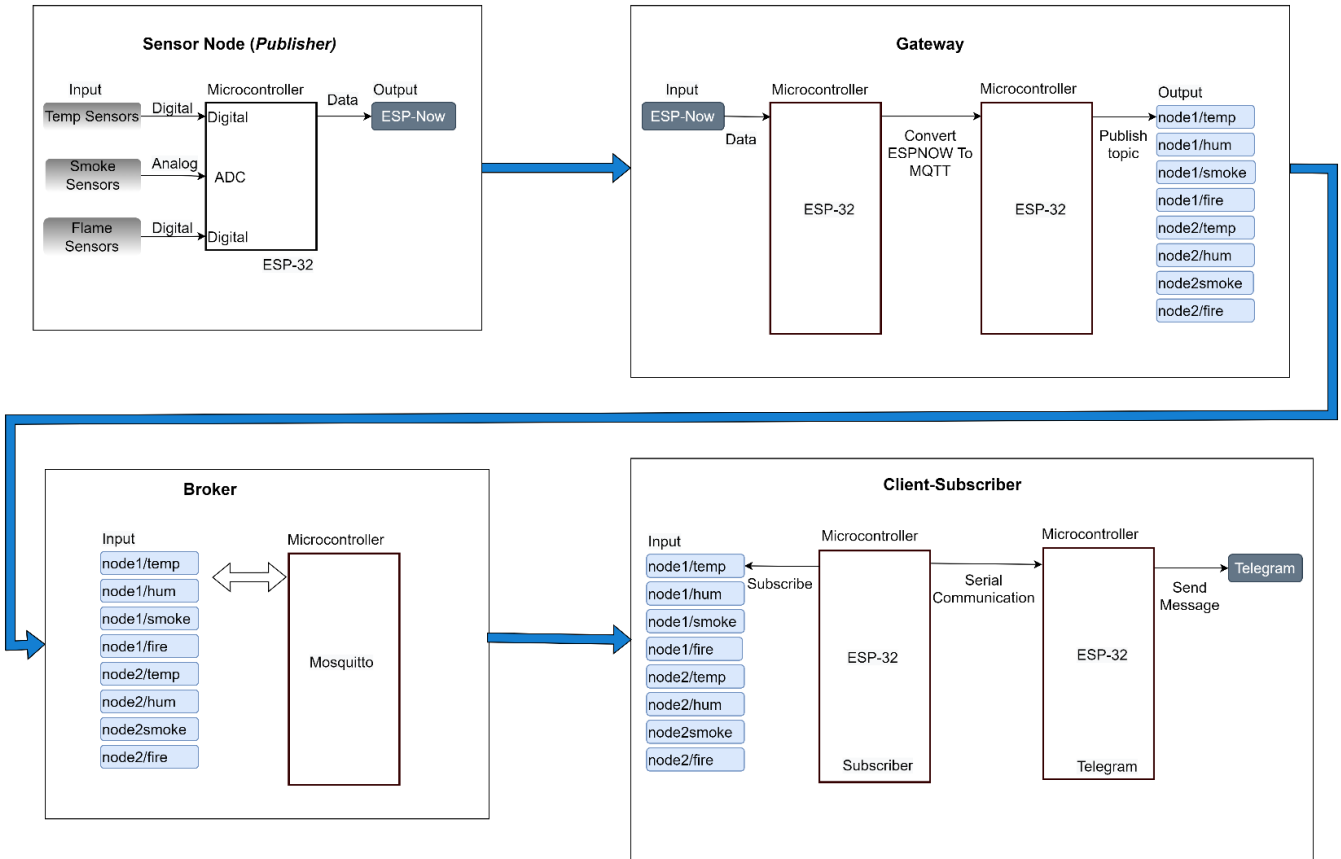 Sensor Node (Publisher)
Input
Microcontroller
Data
Output
Temp Sensors
Digital
Digital
ESP-Now
Smoke
Sensors
Analog
ADC
Flame
Sensors
Digital
Digital
ESP-32
Gateway
Input
Microcontroller
Microcontroller
Output
ESP-Now
Data
ESP-32
Convert
ESPNOW To
MQTT
ESP-32
Publish
topic
node1/temp
node1/hum
node1/smoke
node1/fire
node2/temp
node2/hum
node2smoke
node2/fire
Broker
Input
Microcontroller
node1/temp
node1/hum
node1/smoke
node1/fire
node2/temp
node2/hum
node2smoke
node2/fire
Mosquitto
Client-Subscriber
Input
Microcontroller
Microcontroller
node1/temp
node1/hum
node1/smoke
node1/fire
node2/temp
node2/hum
node2smoke
node2/fire
Subscribe
ESP-32
Subscriber
Serial
Communication
ESP-32
Telegram
Send
Message
Telegram